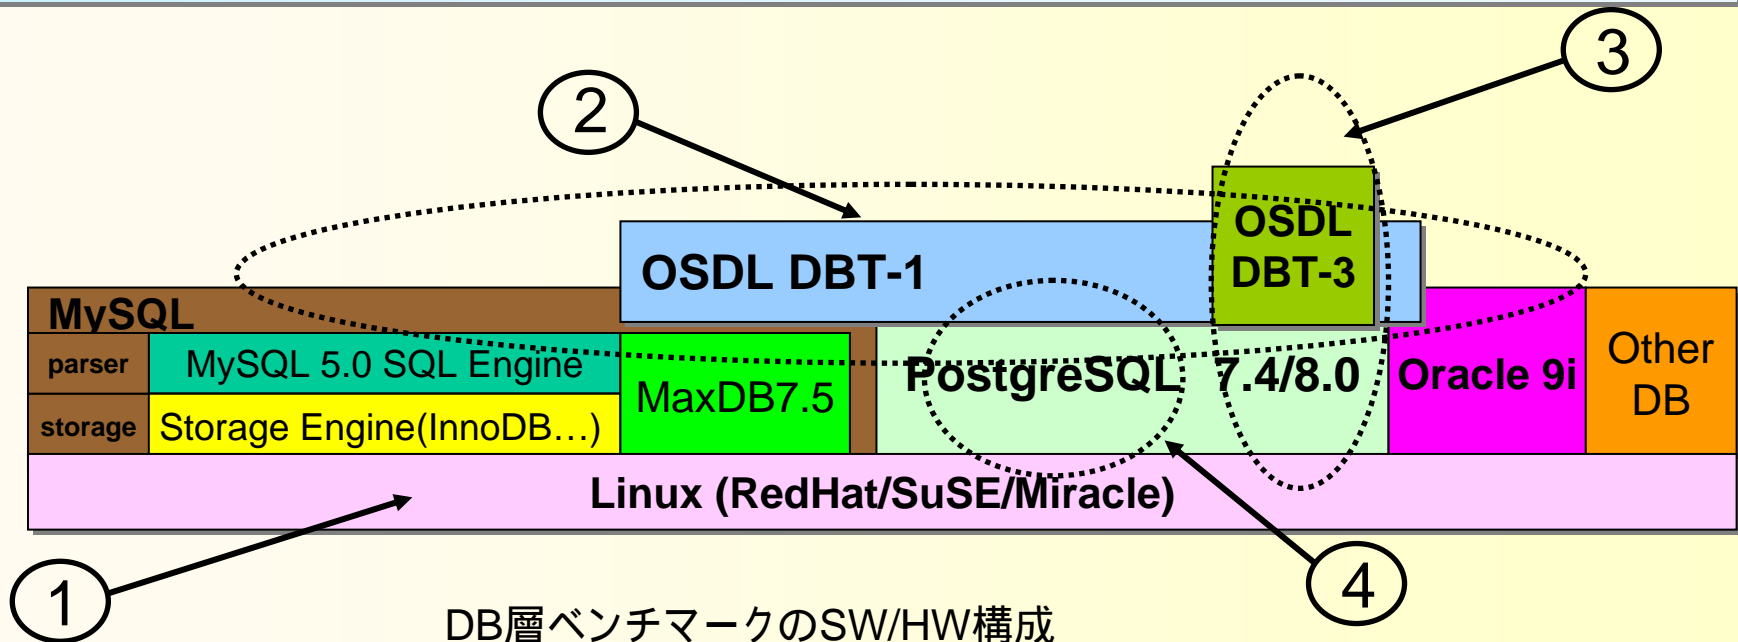 3
2
OSDL
DBT-3
OSDL DBT-1
MySQL
parser
MySQL 5.0 SQL Engine
storage
Storage Engine(InnoDB…)
MaxDB7.5
PostgreSQL 7.4/8.0
Oracle 9i
Other
DB
Linux (RedHat/SuSE/Miracle)
1
4
DB層ベンチマークのSW/HW構成